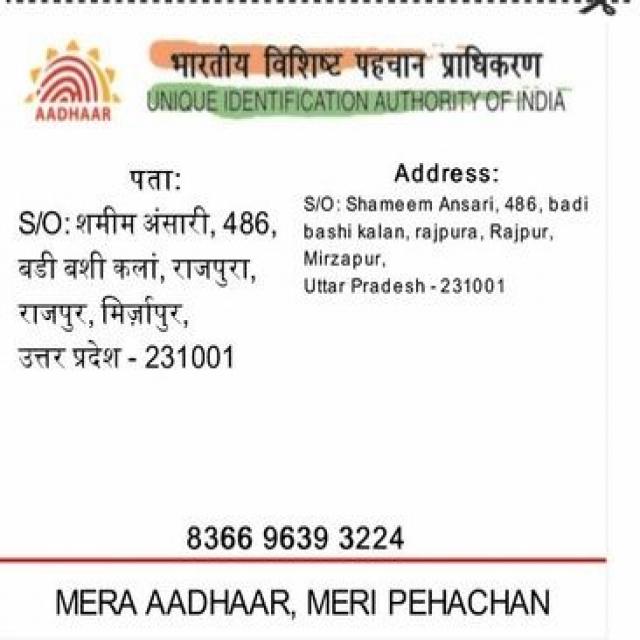 भारतीय विशिष्ट पहचान प्राधिकरण
AADHAAR
UNIQUE IDENTIFICATION AUTHORITY OF INDIA
पता:
S/O: शमीम अंसारी, 486,
बडी बशी कलां, राजपुरा,
राजपुर, मिर्ज़ापुर,
उत्तर प्रदेश - 231001
Address:
S/O: Shameem Ansari, 486, badi
bashi kalan, rajpura, Rajpur,
Mirzapur,
Uttar Pradesh - 231001
8366 9639 3224
MERA AADHAAR, MERI PEHACHAN